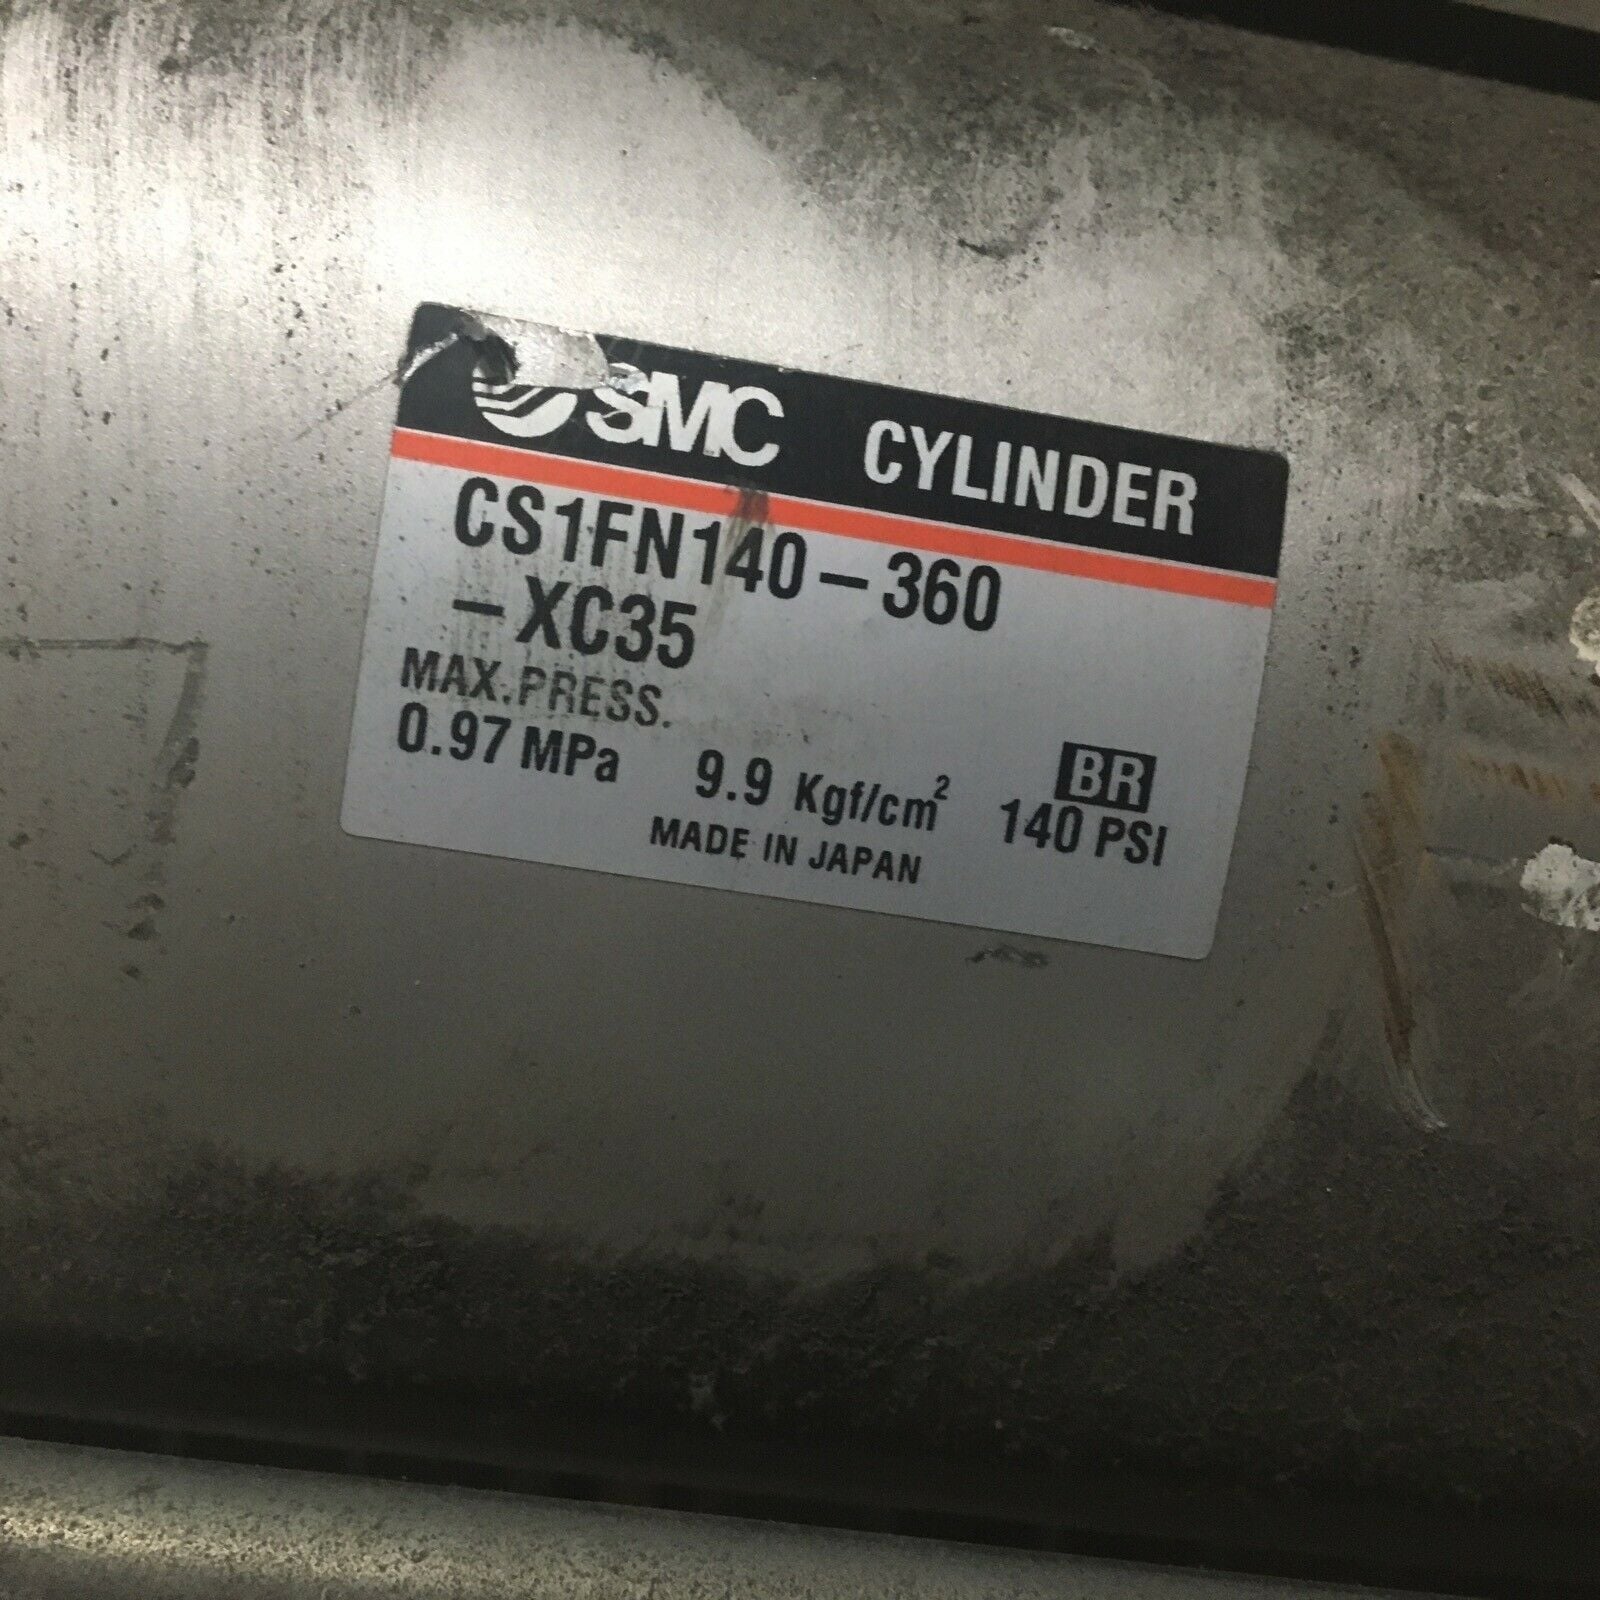 SMC CYLINDER
CS1FN140-360
-XC35
MAX.PRESS.
0.97 MPa 9.9 Kgf/cm² 140 PSI
BR
MADE IN JAPAN